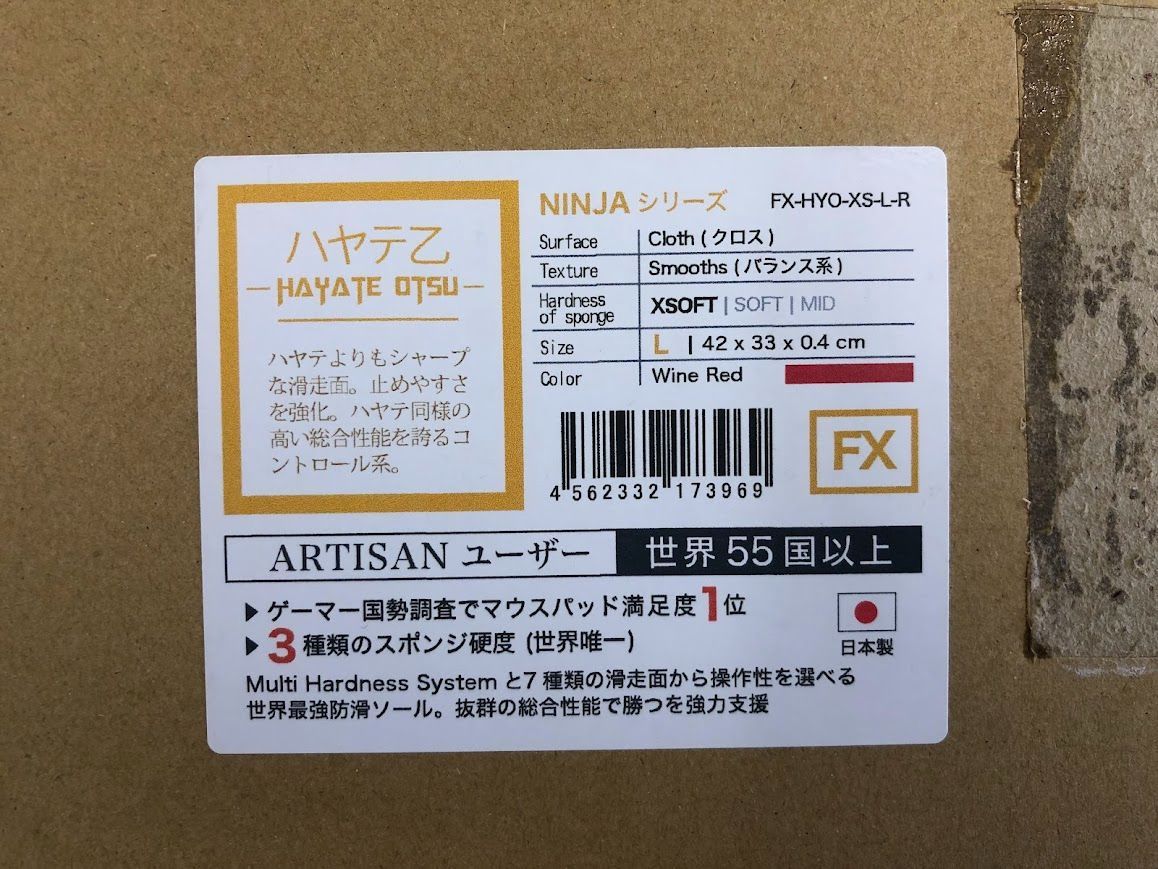 ハヤテ乙
HAYATE OTSU
ハヤテよりもシャープ
な滑走面。止めやすさ
を強化。ハヤテ同様の
高い総合性能を誇るコ
ントロール系。
NINJA シリーズ FX-HYO-XS-L-R
Surface Cloth ( クロス )
Texture Smooths ( バランス系 )
Hardness
of sponge XSOFT | SOFT | MID
Size L | 42 x 33 x 0.4 cm
Color Wine Red
4 562332 173969
FX
ARTISAN ユーザー 世界 55 国以上
▶ ゲーマー国勢調査でマウスパッド満足度 1 位
▶ 3 種類のスポンジ硬度 (世界唯一)
日本製
Multi Hardness System と7 種類の滑走面から操作性を選べる
世界最強防滑ソール。抜群の総合性能で勝つを強力支援